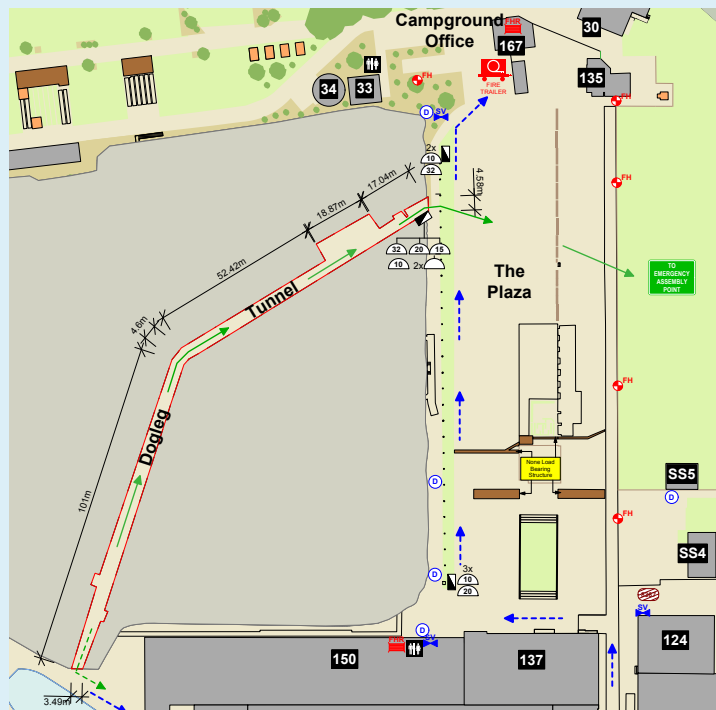 Campground
Office
FHR
167
30
135
FIRE
TRAILER
FH
FH
34
33
D
SV
2x
10
32
FH
4.58m
17.04m
18.87m
52.42m
4.6m
101m
3.49m
Tunnel
Dogleg
32
20
15
10
2x
The
Plaza
TO
EMERGENCY
ASSEMBLY
POINT
FH
None Load
Bearing
Structure
D
SS5
D
FH
SS4
D
3x
10
20
D
SV
FHR
150
137
SV
124